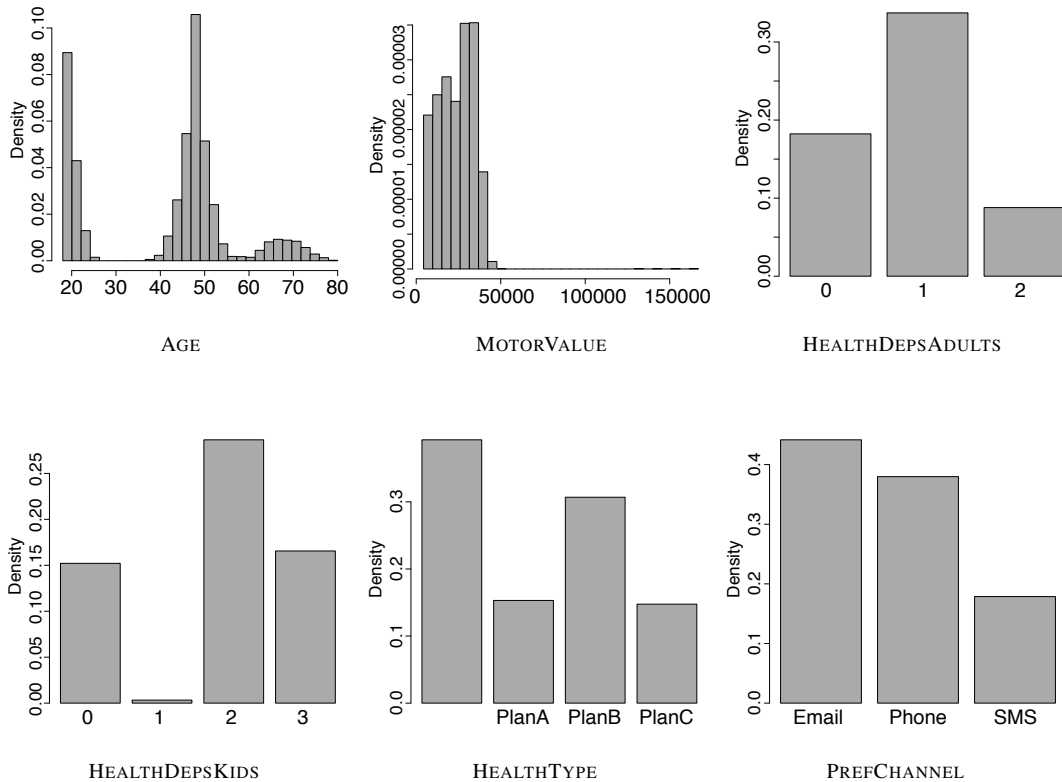 Density
0.00 0.02 0.04 0.06 0.08 0.10
20 30 40 50 60 70 80
AGE
Density
0.00000 0.00001 0.00002 0.00003
0 50000 100000 150000
MOTORVALUE
Density
0.00 0.10 0.20 0.30
0 1 2
HEALTHDEPSADULTS
Density
0.00 0.05 0.10 0.15 0.20 0.25
0 1 2 3
HEALTHDEPSKIDS
Density
0.0 0.1 0.2 0.3
PlanA PlanB PlanC
HEALTHTYPE
Density
0.0 0.1 0.2 0.3 0.4
Email Phone SMS
PREFCHANNEL